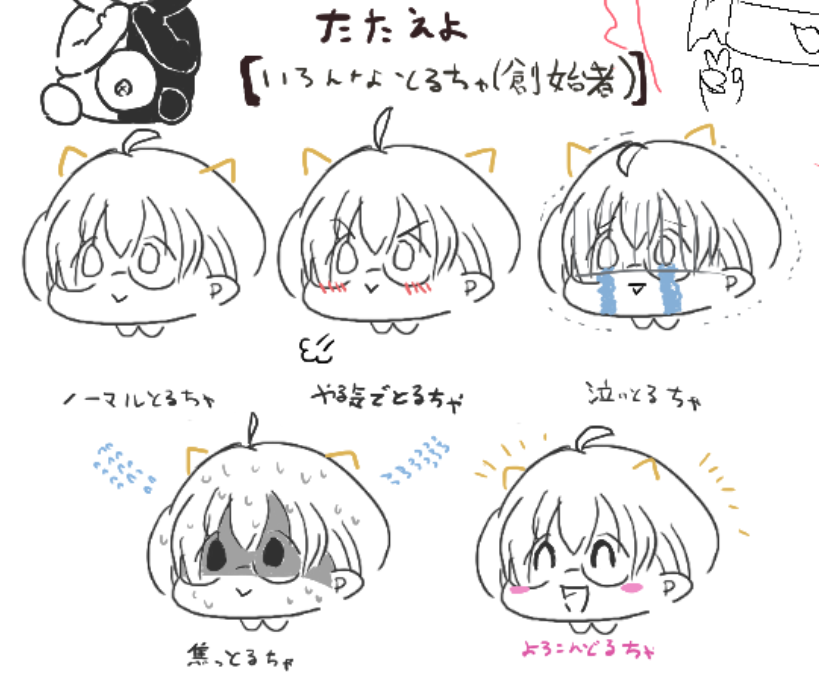 たたえよ
【いろんなとるちゃ(創始者)】
ノーマルとるちゃ
やる気でとるちゃ
泣いとるちゃ
焦っとるちゃ
よろこんどるちゃ